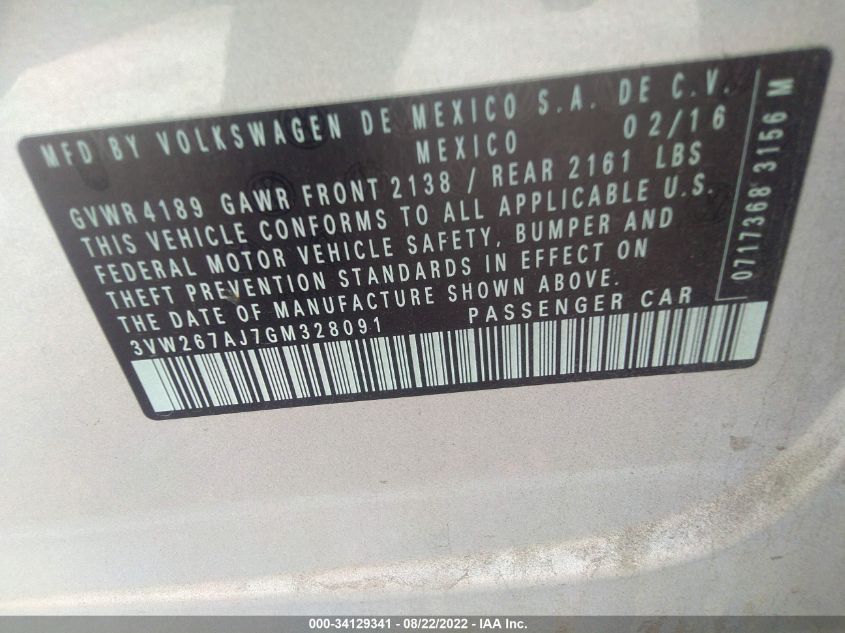 MFD BY VOLKSWAGEN DE MEXICO S.A. DE C.V.
MEXICO 02/16
GVWR 4189 GAWR FRONT 2138 / REAR 2161 LBS
THIS VEHICLE CONFORMS TO ALL APPLICABLE U.S.
FEDERAL MOTOR VEHICLE SAFETY, BUMPER AND
THEFT PREVENTION STANDARDS IN EFFECT ON
THE DATE OF MANUFACTURE SHOWN ABOVE.
3VW267AJ7GM328091 PASSENGER CAR
0717368 3156 M
000-34129341 - 08/22/2022 - IAA Inc.